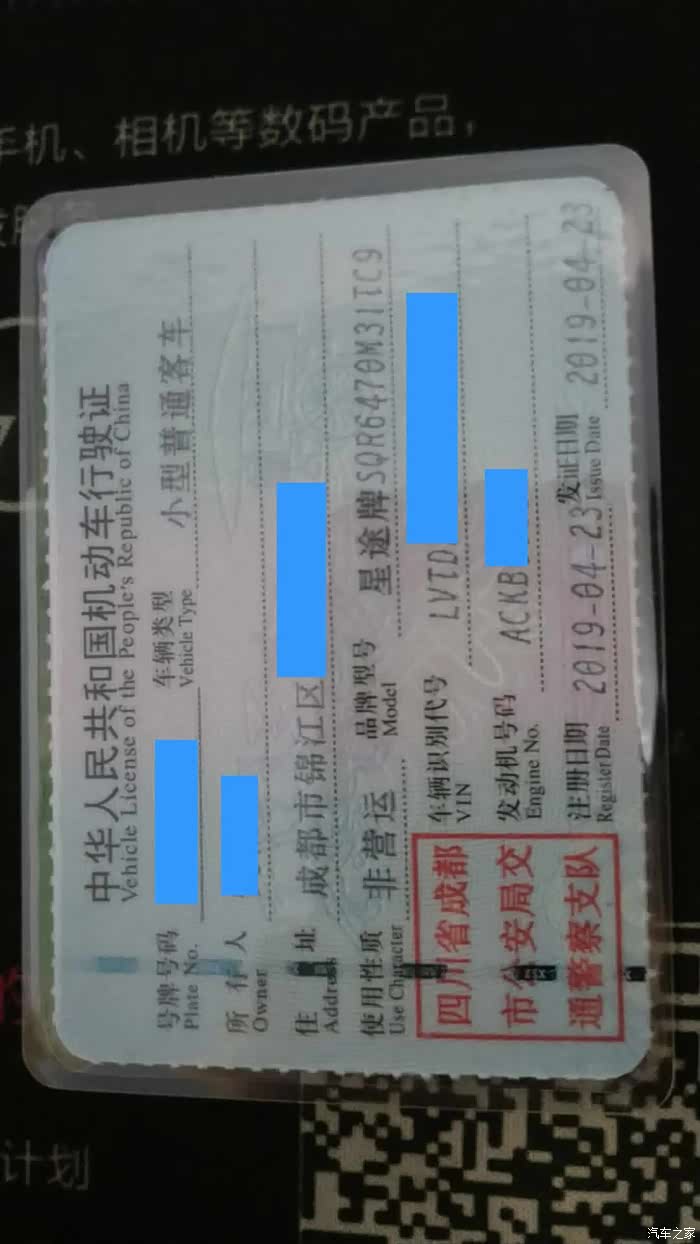 手机、相机等数码产品，
中华人民共和国机动车行驶证
Vehicle License of the People's Republic of China
号牌号码 车辆类型 小型普通客车
Plate No. Vehicle Type
所有人
Owner
住址 成都市锦江区
Address
使用性质 非营运 品牌型号 星途牌SQR6470M31TC9
Use Character Model
四川省成都
市公安局交
通警察支队
车辆识别代号 LVTD
VIN
发动机号码 ACKB
Engine No.
注册日期 2019-04-23 发证日期 2019-04-23
Register Date Issue Date
的
计划
汽车之家